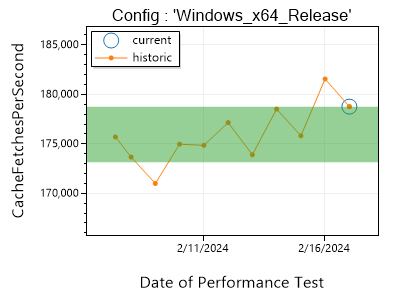 Config : 'Windows_x64_Release'
current
historic
CacheFetchesPerSecond
185,000
180,000
175,000
170,000
2/11/2024
2/16/2024
Date of Performance Test